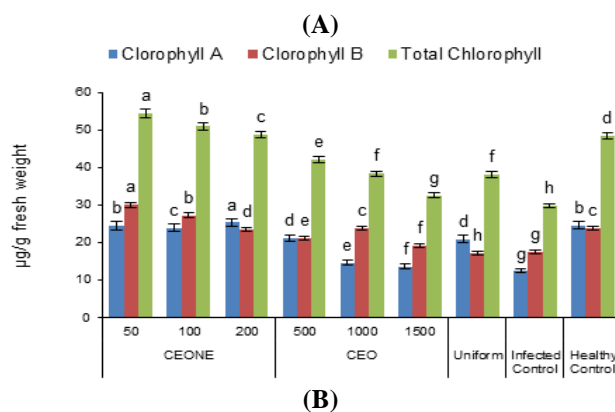 (A)
Clorophyll A Clorophyll B Total Chlorophyll
60
50
40
30
20
10
0
µg/g fresh weight
b a a c b b a d c d e e e c f f f g d h f g g h b c d
50 100 200 500 1000 1500 Uniform Infected Control Healthy Control
CEONE CEO
(B)